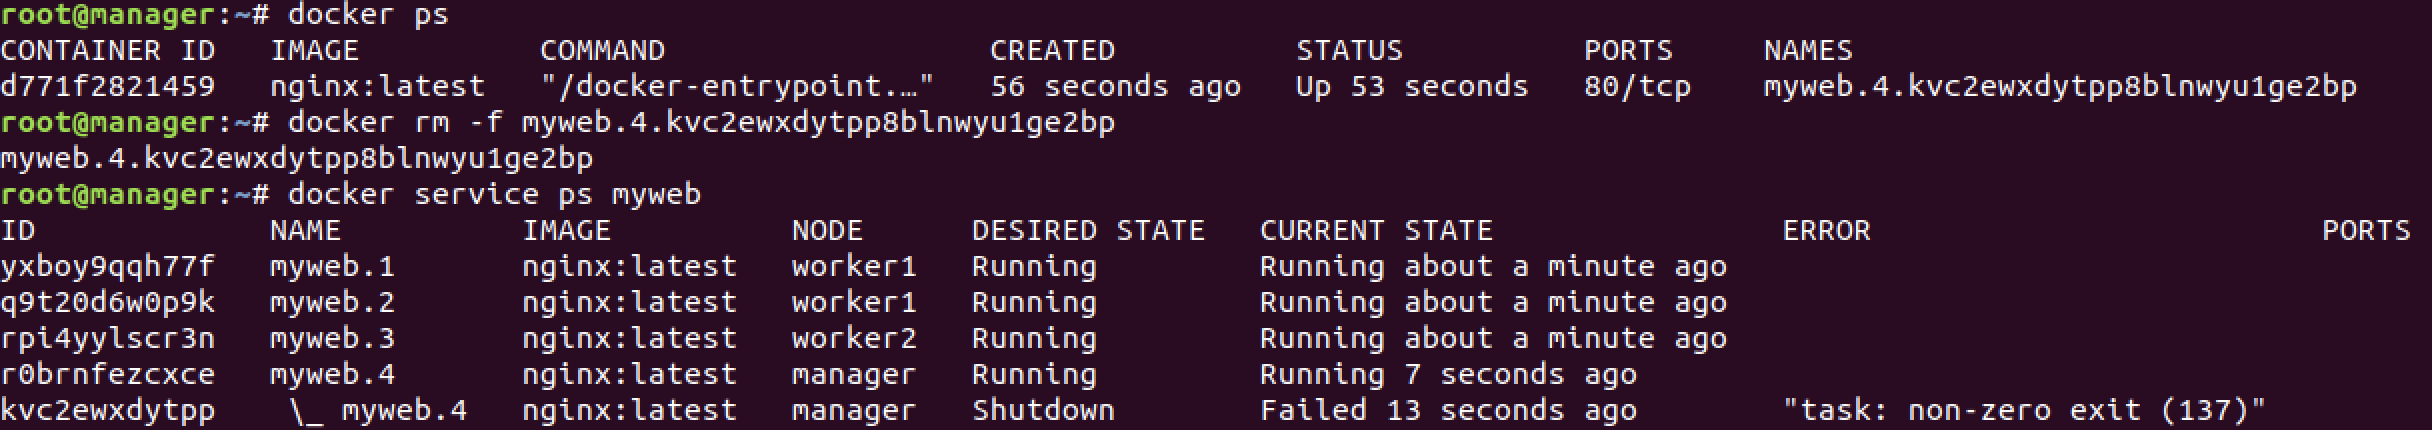 root@manager:~# docker ps
CONTAINER ID   IMAGE          COMMAND                  CREATED          STATUS          PORTS     NAMES
d771f2821459   nginx:latest   "/docker-entrypoint.…"   56 seconds ago   Up 53 seconds   80/tcp    myweb.4.kvc2ewxdytpp8blnwyu1ge2bp
root@manager:~# docker rm -f myweb.4.kvc2ewxdytpp8blnwyu1ge2bp
myweb.4.kvc2ewxdytpp8blnwyu1ge2bp
root@manager:~# docker service ps myweb
ID             NAME          IMAGE          NODE      DESIRED STATE   CURRENT STATE                ERROR                         PORTS
yxboy9qqh77f   myweb.1       nginx:latest   worker1   Running         Running about a minute ago
q9t20d6w0p9k   myweb.2       nginx:latest   worker1   Running         Running about a minute ago
rpi4yylscr3n   myweb.3       nginx:latest   worker2   Running         Running about a minute ago
r0brnfezcxce   myweb.4       nginx:latest   manager   Running         Running 7 seconds ago
kvc2ewxdytpp    \_ myweb.4   nginx:latest   manager   Shutdown        Failed 13 seconds ago        "task: non-zero exit (137)"